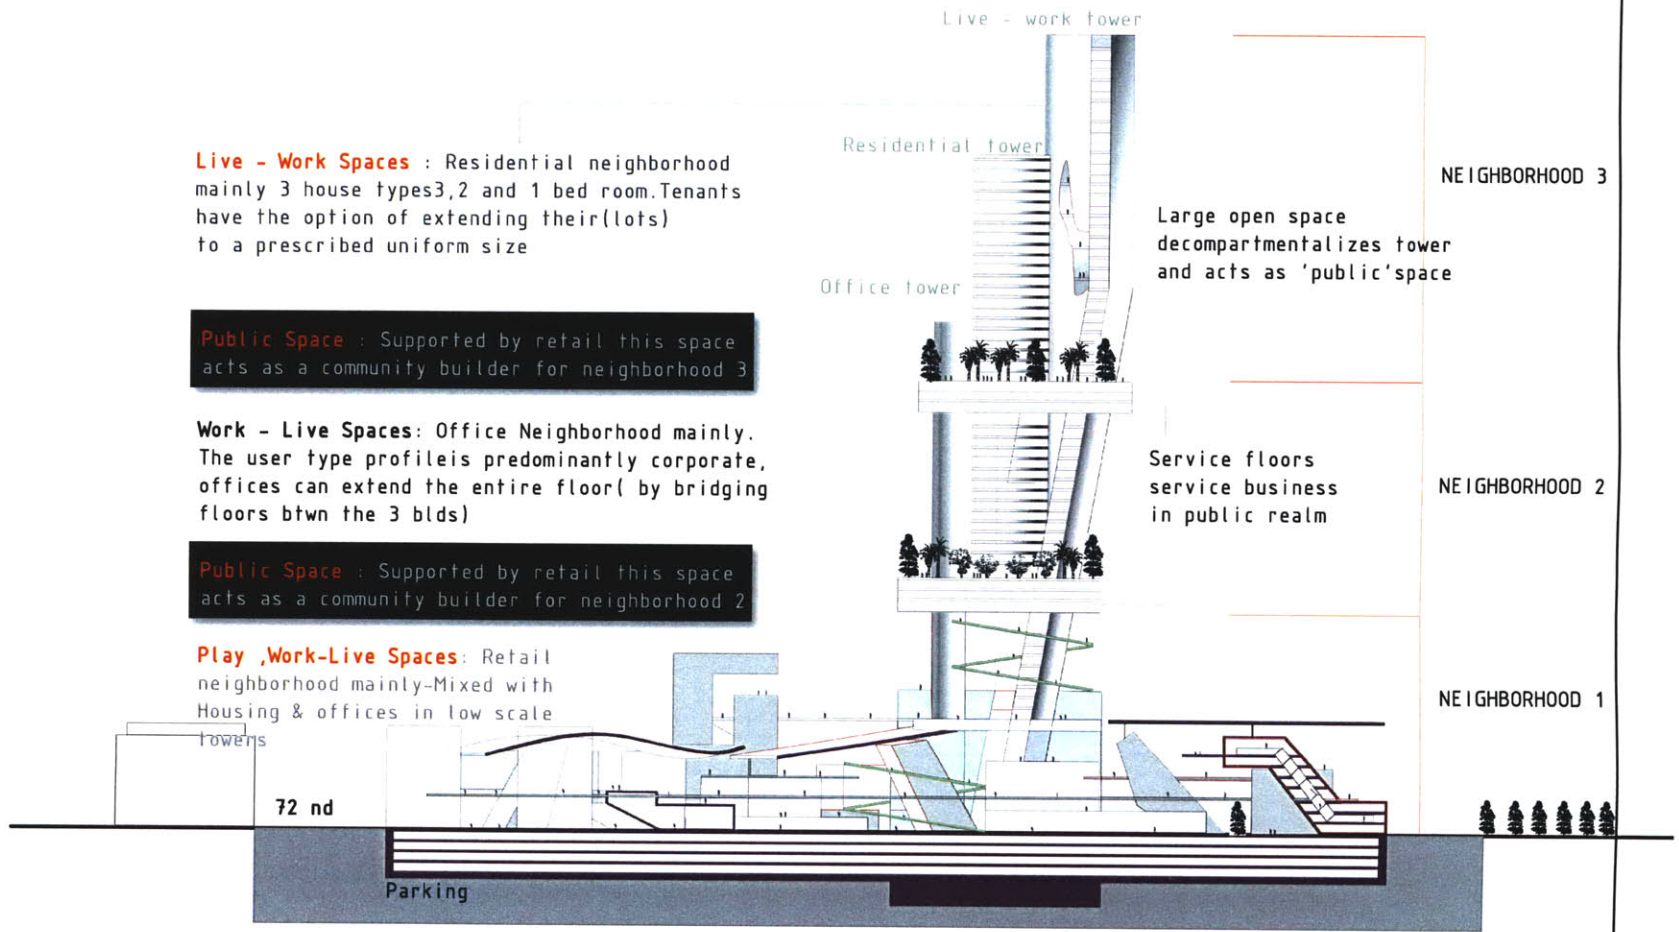 Live - work tower
Residential tower
Office tower
Live - Work Spaces : Residential neighborhood
mainly 3 house types3,2 and 1 bed room.Tenants
have the option of extending their(lots)
to a prescribed uniform size
Public Space : Supported by retail this space
acts as a community builder for neighborhood 3
Work - Live Spaces: Office Neighborhood mainly.
The user type profileis predominantly corporate,
offices can extend the entire floor( by bridging
floors btwn the 3 blds)
Public Space : Supported by retail this space
acts as a community builder for neighborhood 2
Play ,Work-Live Spaces: Retail
neighborhood mainly-Mixed with
Housing & offices in low scale
towers
72 nd
Parking
Large open space
decompartmentalizes tower
and acts as 'public'space
Service floors
service business
in public realm
NEIGHBORHOOD 3
NEIGHBORHOOD 2
NEIGHBORHOOD 1